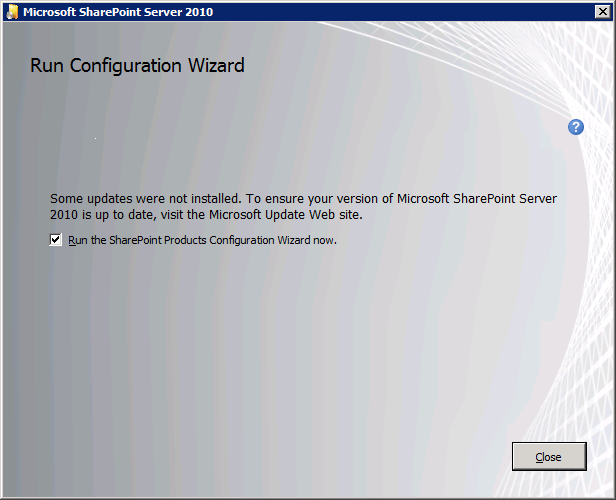 Microsoft SharePoint Server 2010
Run Configuration Wizard
?
Some updates were not installed. To ensure your version of Microsoft SharePoint Server
2010 is up to date, visit the Microsoft Update Web site.
Run the SharePoint Products Configuration Wizard now.
Close